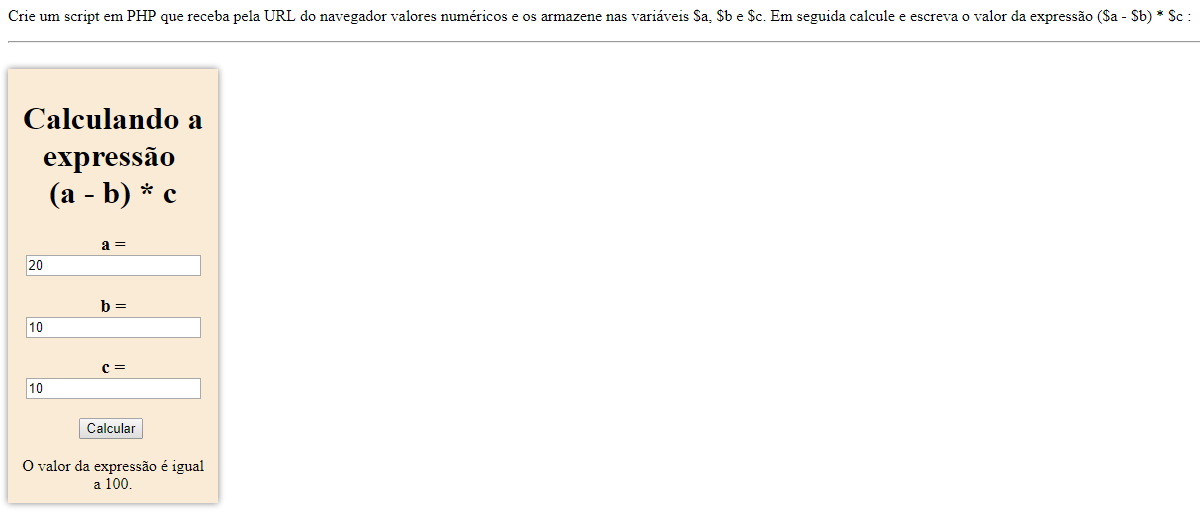 Crie um script em PHP que receba pela URL do navegador valores numéricos e os armazene nas variáveis $a, $b e $c. Em seguida calcule e escreva o valor da expressão ($a - $b) * $c :
Calculando a
expressão
(a - b) * c
a =
20
b =
10
c =
10
Calcular
O valor da expressão é igual
a 100.